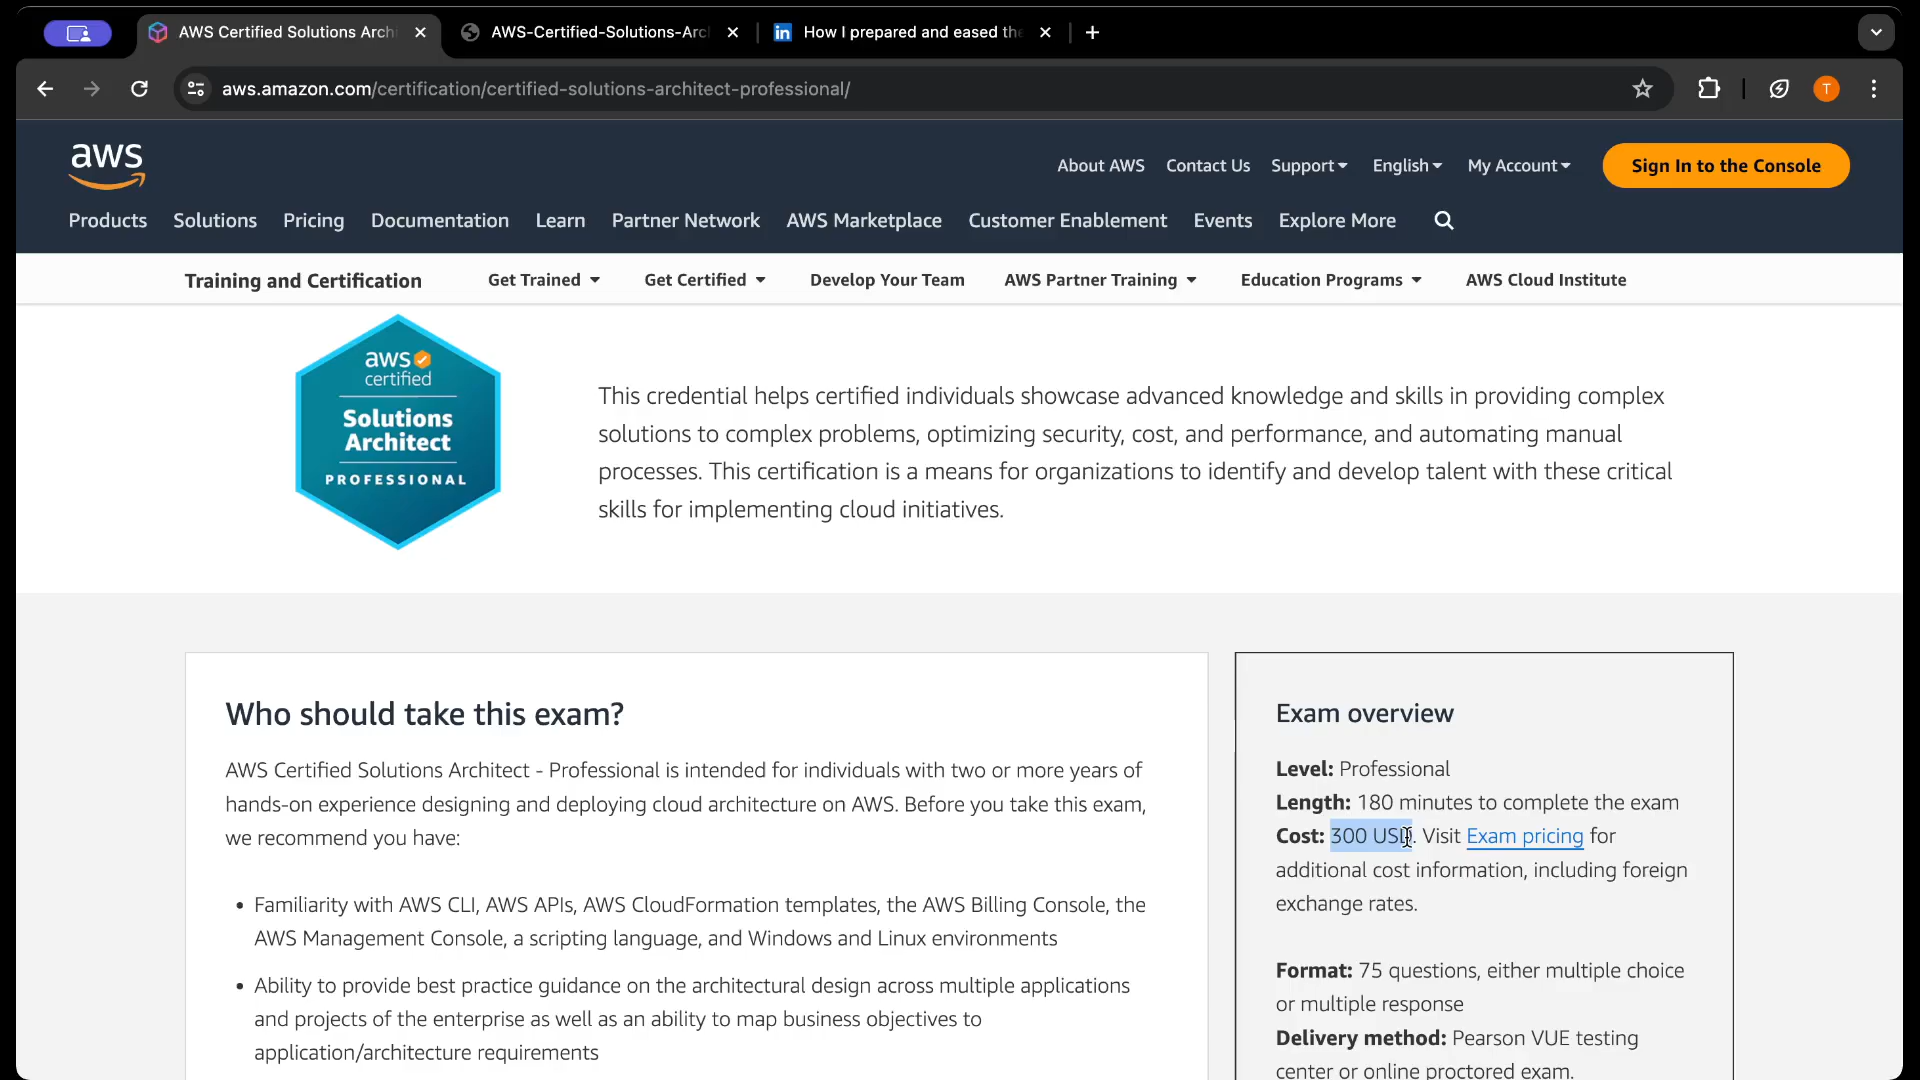 AWS Certified Solutions Archi
AWS-Certified-Solutions-Arc
in How I prepared and eased the
aws.amazon.com/certification/certified-solutions-architect-professional/
T
aws
About AWS Contact Us Support English My Account Sign In to the Console
Products Solutions Pricing Documentation Learn Partner Network AWS Marketplace Customer Enablement Events Explore More
Training and Certification Get Trained Get Certified Develop Your Team AWS Partner Training Education Programs AWS Cloud Institute
aws
certified
Solutions
Architect
PROFESSIONAL
This credential helps certified individuals showcase advanced knowledge and skills in providing complex
solutions to complex problems, optimizing security, cost, and performance, and automating manual
processes. This certification is a means for organizations to identify and develop talent with these critical
skills for implementing cloud initiatives.
Who should take this exam?
AWS Certified Solutions Architect - Professional is intended for individuals with two or more years of
hands-on experience designing and deploying cloud architecture on AWS. Before you take this exam,
we recommend you have:
• Familiarity with AWS CLI, AWS APIs, AWS CloudFormation templates, the AWS Billing Console, the
AWS Management Console, a scripting language, and Windows and Linux environments
• Ability to provide best practice guidance on the architectural design across multiple applications
and projects of the enterprise as well as an ability to map business objectives to
application/architecture requirements
Exam overview
Level: Professional
Length: 180 minutes to complete the exam
Cost: 300 USD. Visit Exam pricing for
additional cost information, including foreign
exchange rates.
Format: 75 questions, either multiple choice
or multiple response
Delivery method: Pearson VUE testing
center or online proctored exam.